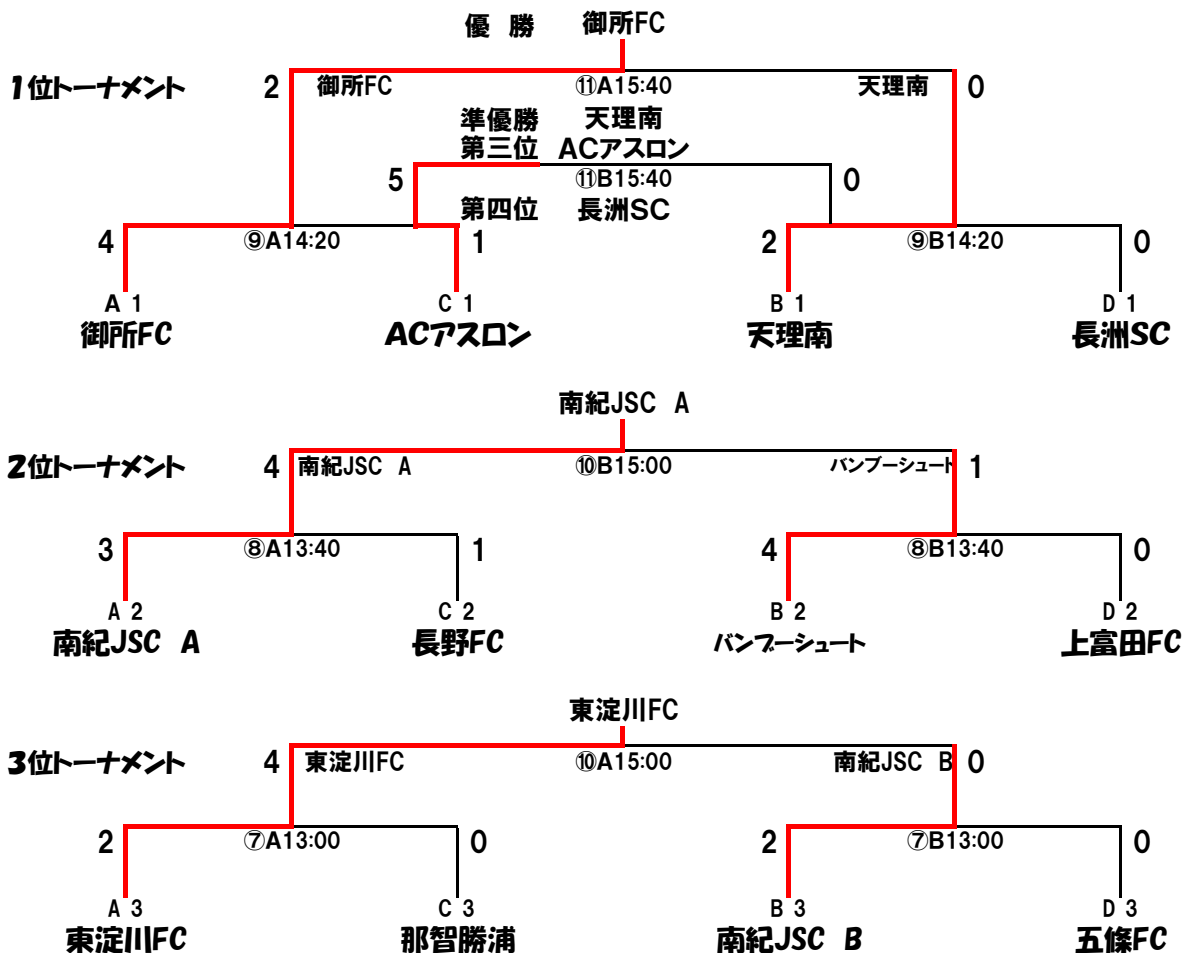 優 勝 御所FC
1位トーナメント 2 御所FC ⑪A15:40 天理南 0
準優勝 天理南
第三位 ACアスロン
5 ⑪B15:40 0
第四位 長洲SC
4 ⑨A14:20 1 2 ⑨B14:20 0
A 1 C 1 B 1 D 1
御所FC ACアスロン 天理南 長洲SC
南紀JSC A
2位トーナメント 4 南紀JSC A ⑩B15:00 バンブーシュート 1
3 ⑧A13:40 1 4 ⑧B13:40 0
A 2 C 2 B 2 D 2
南紀JSC A 長野FC バンブーシュート 上富田FC
東淀川FC
3位トーナメント 4 東淀川FC ⑩A15:00 南紀JSC B 0
2 ⑦A13:00 0 2 ⑦B13:00 0
A 3 C 3 B 3 D 3
東淀川FC 那智勝浦 南紀JSC B 五條FC